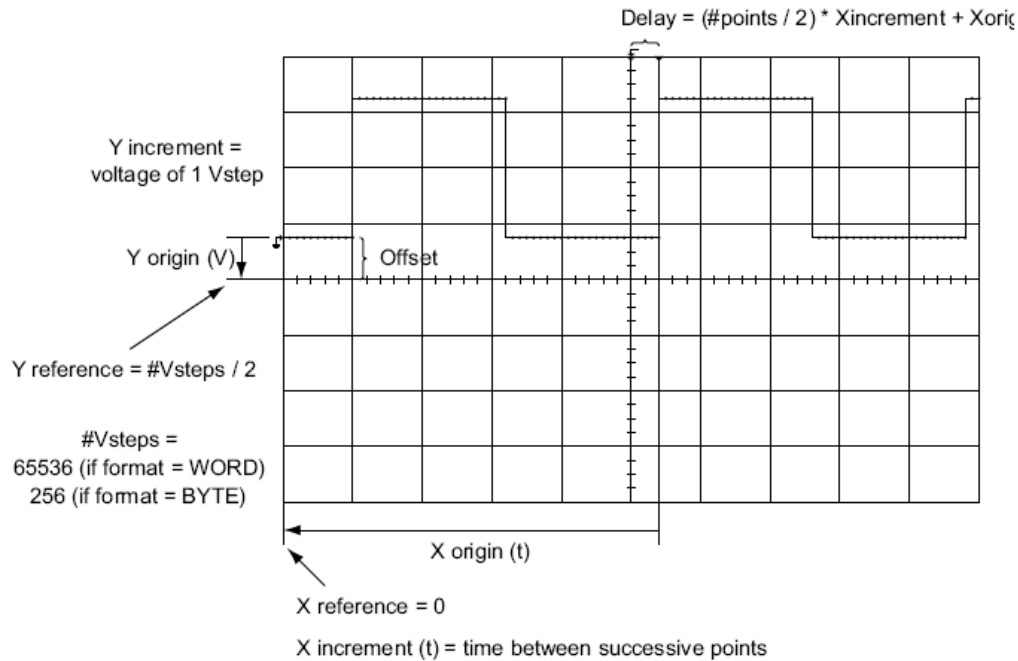 Delay = (#points / 2) * Xincrement + Xorig
Y increment =
voltage of 1 Vstep
Y origin (V)
Offset
Y reference = #Vsteps / 2
#Vsteps =
65536 (if format = WORD)
256 (if format = BYTE)
X origin (t)
X reference = 0
X increment (t) = time between successive points